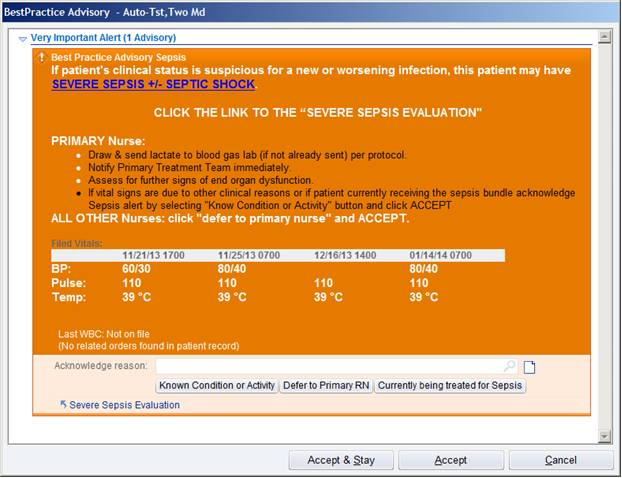 BestPractice Advisory - Auto-Tst,Two Md
Very Important Alert (1 Advisory)
Best Practice Advisory Sepsis
If patient's clinical status is suspicious for a new or worsening infection, this patient may have
SEVERE SEPSIS +/- SEPTIC SHOCK.
CLICK THE LINK TO THE “SEVERE SEPSIS EVALUATION"
PRIMARY Nurse:
• Draw & send lactate to blood gas lab (if not already sent) per protocol.
• Notify Primary Treatment Team immediately.
• Assess for further signs of end organ dysfunction.
• If vital signs are due to other clinical reasons or if patient currently receiving the sepsis bundle acknowledge
Sepsis alert by selecting "Know Condition or Activity" button and click ACCEPT
ALL OTHER Nurses: click "defer to primary nurse" and ACCEPT.
Filed Vitals:
11/21/13 1700 11/25/13 0700 12/16/13 1400 01/14/14 0700
BP: 60/30 80/40 80/40
Pulse: 110 110 110 110
Temp: 39 °C 39 °C 39 °C 39 °C
Last WBC: Not on file
(No related orders found in patient record)
Acknowledge reason:
Known Condition or Activity Defer to Primary RN Currently being treated for Sepsis
Severe Sepsis Evaluation
Accept & Stay Accept Cancel